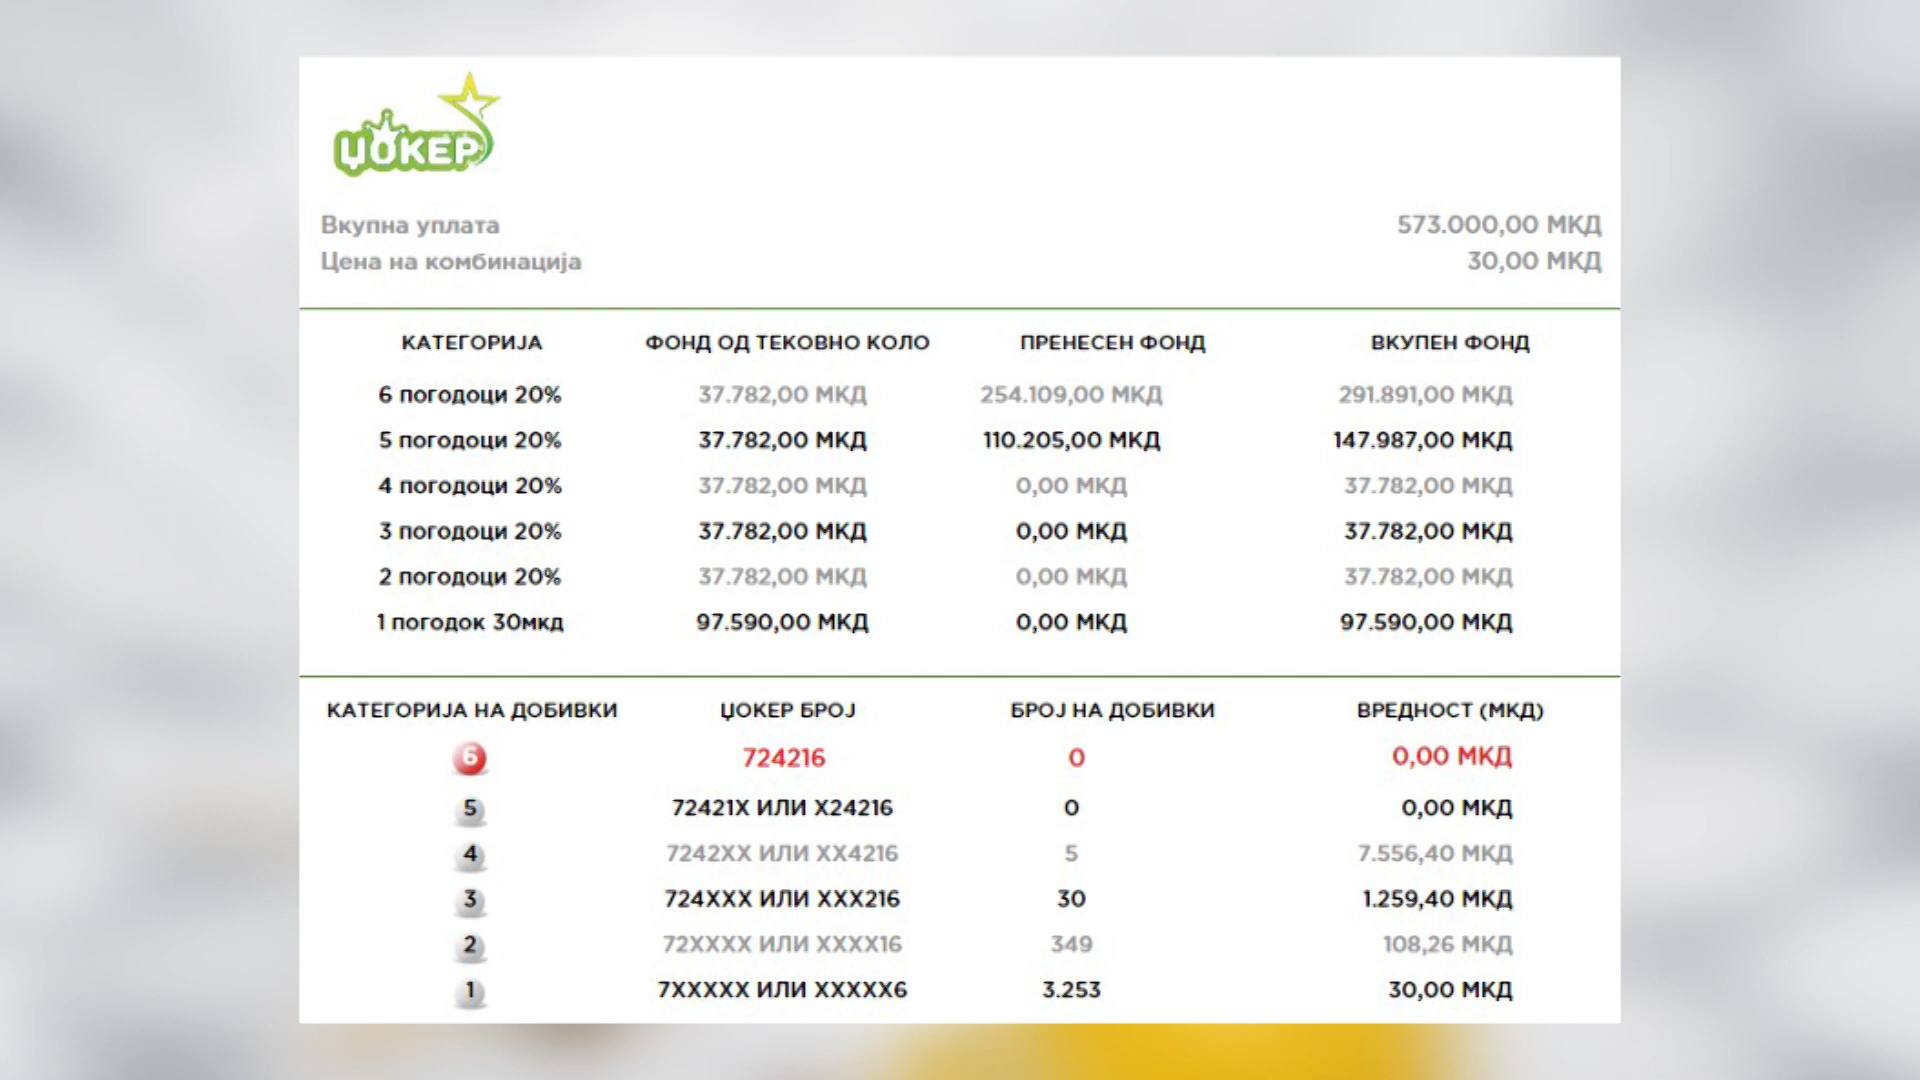 ЏОКЕР
Вкупна уплата 573.000,00 МКД
Цена на комбинација 30,00 МКД
КАТЕГОРИЈА ФОНД ОД ТЕКОВНО КОЛО ПРЕНЕСЕН ФОНД ВКУПЕН ФОНД
6 погодоци 20% 37.782,00 МКД 254.109,00 МКД 291.891,00 МКД
5 погодоци 20% 37.782,00 МКД 110.205,00 МКД 147.987,00 МКД
4 погодоци 20% 37.782,00 МКД 0,00 МКД 37.782,00 МКД
3 погодоци 20% 37.782,00 МКД 0,00 МКД 37.782,00 МКД
2 погодоци 20% 37.782,00 МКД 0,00 МКД 37.782,00 МКД
1 погодок 30мкд 97.590,00 МКД 0,00 МКД 97.590,00 МКД
КАТЕГОРИЈА НА ДОБИВКИ ЏОКЕР БРОЈ БРОЈ НА ДОБИВКИ ВРЕДНОСТ (МКД)
6 724216 0 0,00 МКД
5 72421X ИЛИ X24216 0 0,00 МКД
4 7242XX ИЛИ XX4216 5 7.556,40 МКД
3 724XXX ИЛИ XXX216 30 1.259,40 МКД
2 72XXXX ИЛИ XXXX16 349 108,26 МКД
1 7XXXXX ИЛИ XXXXX6 3.253 30,00 МКД